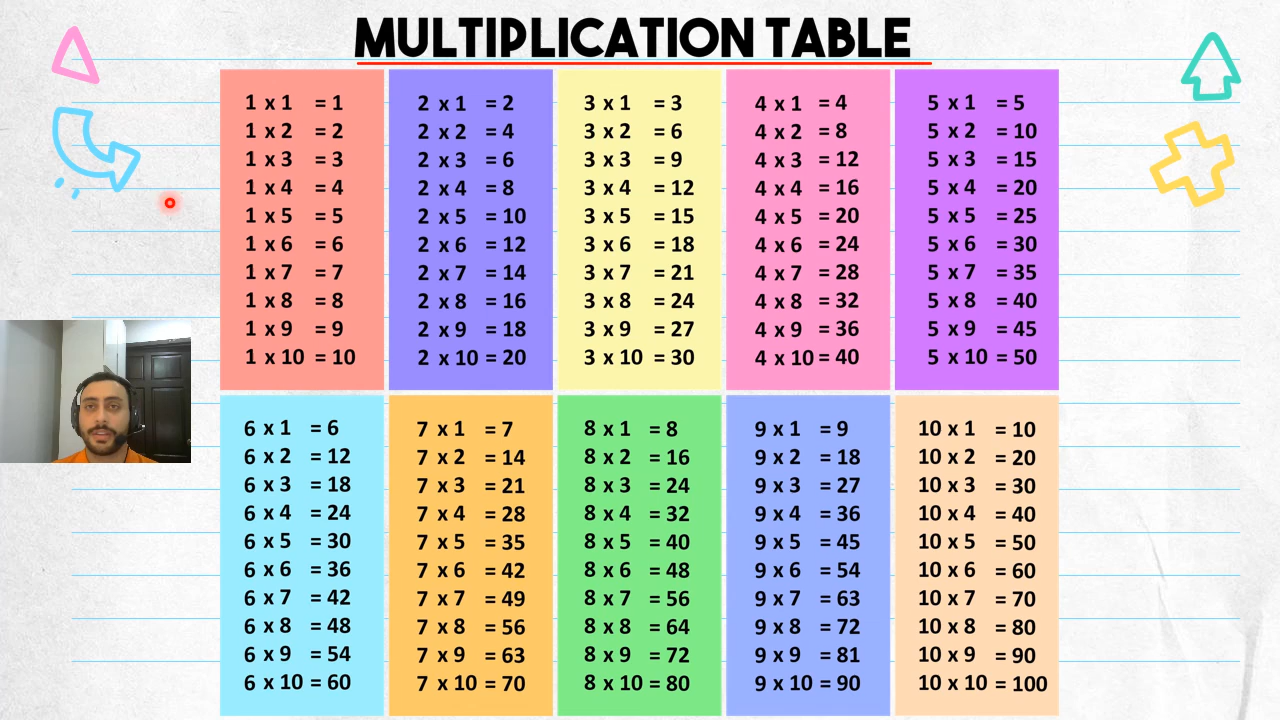 MULTIPLICATION TABLE
1 x 1 = 1
1 x 2 = 2
1 x 3 = 3
1 x 4 = 4
1 x 5 = 5
1 x 6 = 6
1 x 7 = 7
1 x 8 = 8
1 x 9 = 9
1 x 10 = 10
2 x 1 = 2
2 x 2 = 4
2 x 3 = 6
2 x 4 = 8
2 x 5 = 10
2 x 6 = 12
2 x 7 = 14
2 x 8 = 16
2 x 9 = 18
2 x 10 = 20
3 x 1 = 3
3 x 2 = 6
3 x 3 = 9
3 x 4 = 12
3 x 5 = 15
3 x 6 = 18
3 x 7 = 21
3 x 8 = 24
3 x 9 = 27
3 x 10 = 30
4 x 1 = 4
4 x 2 = 8
4 x 3 = 12
4 x 4 = 16
4 x 5 = 20
4 x 6 = 24
4 x 7 = 28
4 x 8 = 32
4 x 9 = 36
4 x 10 = 40
5 x 1 = 5
5 x 2 = 10
5 x 3 = 15
5 x 4 = 20
5 x 5 = 25
5 x 6 = 30
5 x 7 = 35
5 x 8 = 40
5 x 9 = 45
5 x 10 = 50
6 x 1 = 6
6 x 2 = 12
6 x 3 = 18
6 x 4 = 24
6 x 5 = 30
6 x 6 = 36
6 x 7 = 42
6 x 8 = 48
6 x 9 = 54
6 x 10 = 60
7 x 1 = 7
7 x 2 = 14
7 x 3 = 21
7 x 4 = 28
7 x 5 = 35
7 x 6 = 42
7 x 7 = 49
7 x 8 = 56
7 x 9 = 63
7 x 10 = 70
8 x 1 = 8
8 x 2 = 16
8 x 3 = 24
8 x 4 = 32
8 x 5 = 40
8 x 6 = 48
8 x 7 = 56
8 x 8 = 64
8 x 9 = 72
8 x 10 = 80
9 x 1 = 9
9 x 2 = 18
9 x 3 = 27
9 x 4 = 36
9 x 5 = 45
9 x 6 = 54
9 x 7 = 63
9 x 8 = 72
9 x 9 = 81
9 x 10 = 90
10 x 1 = 10
10 x 2 = 20
10 x 3 = 30
10 x 4 = 40
10 x 5 = 50
10 x 6 = 60
10 x 7 = 70
10 x 8 = 80
10 x 9 = 90
10 x 10 = 100